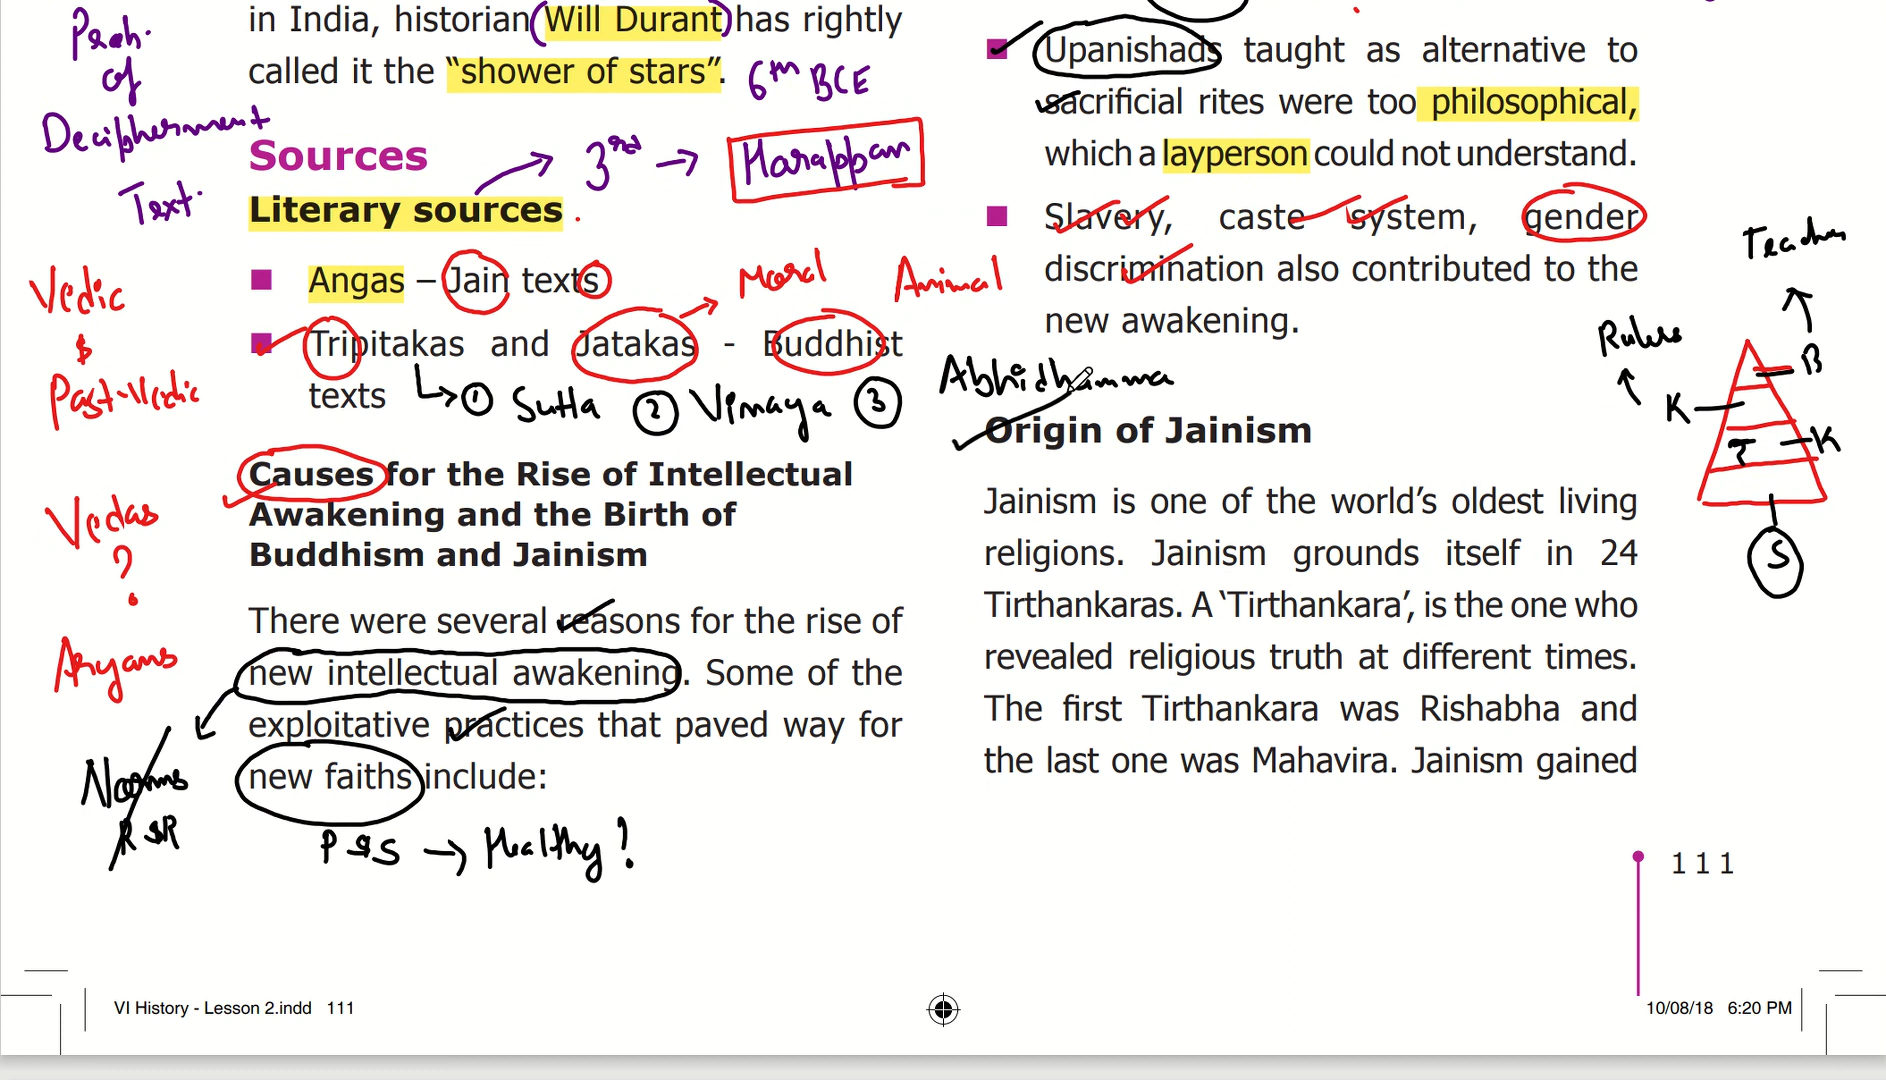 Prob.
of
Decipherment
Text.
Vedic
&
Post-Vedic
Vedas
?
Aryans
Norms
R&R
in India, historian (Will Durant) has rightly
called it the “shower of stars”. 6th BCE
Sources → 3rd → Harappan
Literary sources
■ Angas – Jain texts
Moral Animal
■ Tripitakas and Jatakas - Buddhist
texts ① Sutta ② Vinaya ③ Abhidhamma
Causes for the Rise of Intellectual
Awakening and the Birth of
Buddhism and Jainism
There were several reasons for the rise of
new intellectual awakening. Some of the
exploitative practices that paved way for
new faiths include:
P&S → Healthy?
■ Upanishads taught as alternative to
sacrificial rites were too philosophical,
which a layperson could not understand.
■ Slavery, caste system, gender
discrimination also contributed to the
new awakening.
Teacher
Rulers
B
K
K
S
Origin of Jainism
Jainism is one of the world’s oldest living
religions. Jainism grounds itself in 24
Tirthankaras. A ‘Tirthankara’, is the one who
revealed religious truth at different times.
The first Tirthankara was Rishabha and
the last one was Mahavira. Jainism gained
111
VI History - Lesson 2.indd 111
10/08/18 6:20 PM